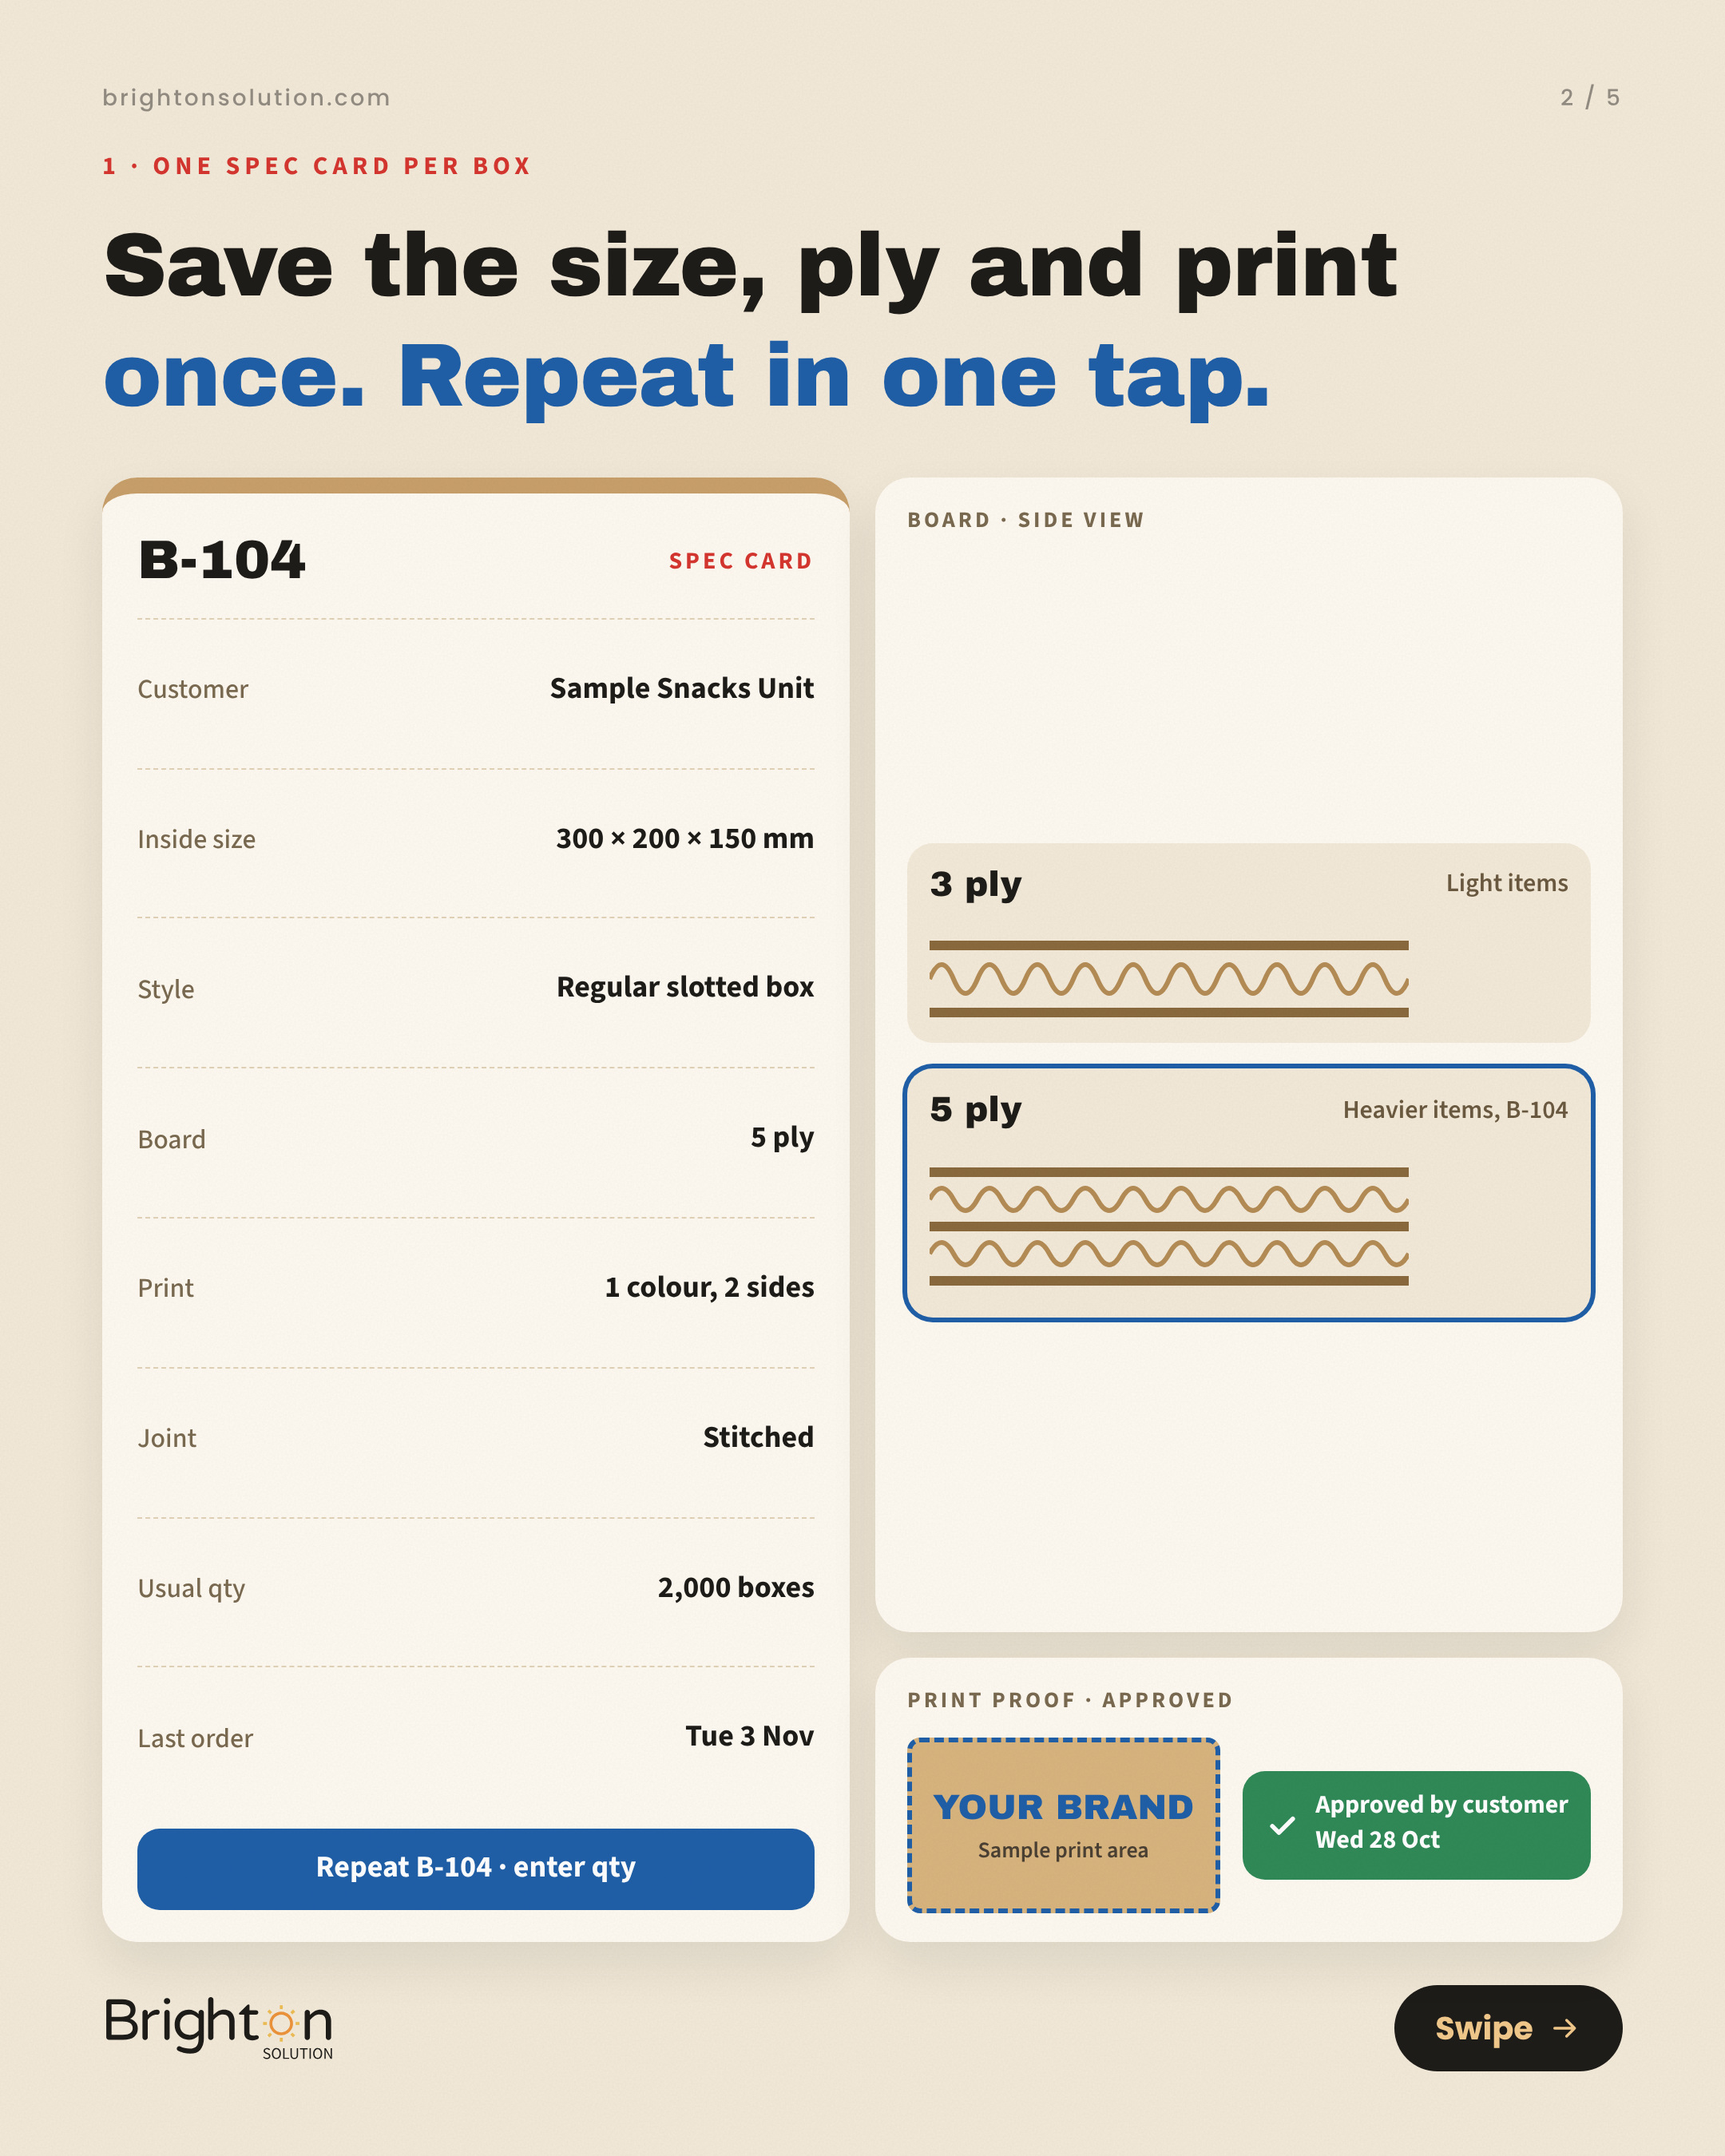 brightonsolution.com
2 / 5
1 · ONE SPEC CARD PER BOX
Save the size, ply and print
once. Repeat in one tap.
B-104
SPEC CARD
Customer
Sample Snacks Unit
Inside size
300 × 200 × 150 mm
Style
Regular slotted box
Board
5 ply
Print
1 colour, 2 sides
Joint
Stitched
Usual qty
2,000 boxes
Last order
Tue 3 Nov
Repeat B-104 · enter qty
BOARD · SIDE VIEW
3 ply
Light items
5 ply
Heavier items, B-104
PRINT PROOF · APPROVED
YOUR BRAND
Sample print area
Approved by customer
Wed 28 Oct
Brighton
SOLUTION
Swipe →